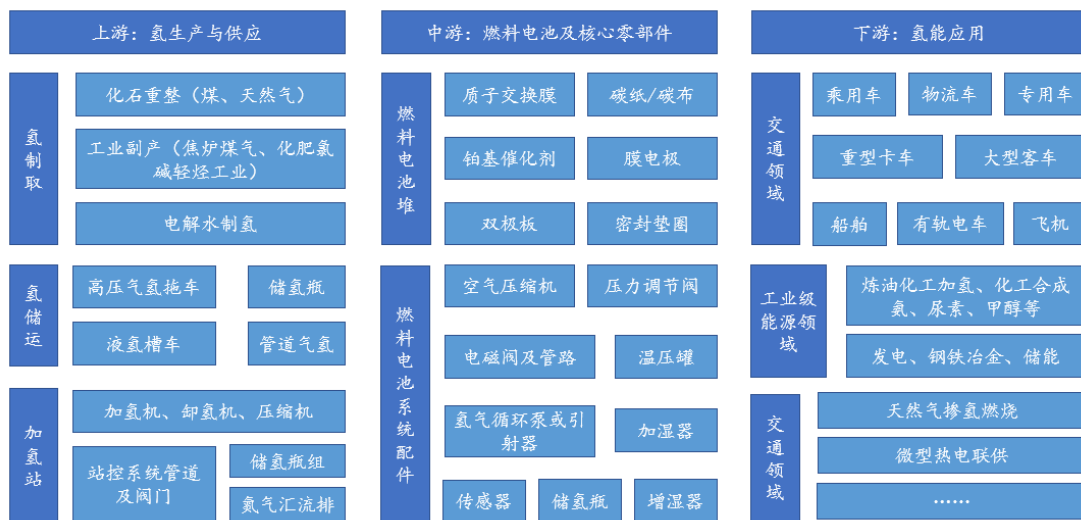 上游：氢生产与供应
氢制取
化石重整（煤、天然气）
工业副产（焦炉煤气、化肥氯
碱轻烃工业）
电解水制氢
氢储运
高压气氢拖车
储氢瓶
液氢槽车
管道气氢
加氢站
加氢机、卸氢机、压缩机
站控系统管道
及阀门
储氢瓶组
氮气汇流排
中游：燃料电池及核心零部件
燃料电池堆
质子交换膜
碳纸/碳布
铂基催化剂
膜电极
双极板
密封垫圈
燃料电池系统配件
空气压缩机
压力调节阀
电磁阀及管路
温压罐
氢气循环泵或引
射器
加湿器
传感器
储氢瓶
增湿器
下游：氢能应用
交通领域
乘用车
物流车
专用车
重型卡车
大型客车
船舶
有轨电车
飞机
工业级
能源领
域
炼油化工加氢、化工合成
氨、尿素、甲醇等
发电、钢铁冶金、储能
交通领域
天然气掺氢燃烧
微型热电联供
……